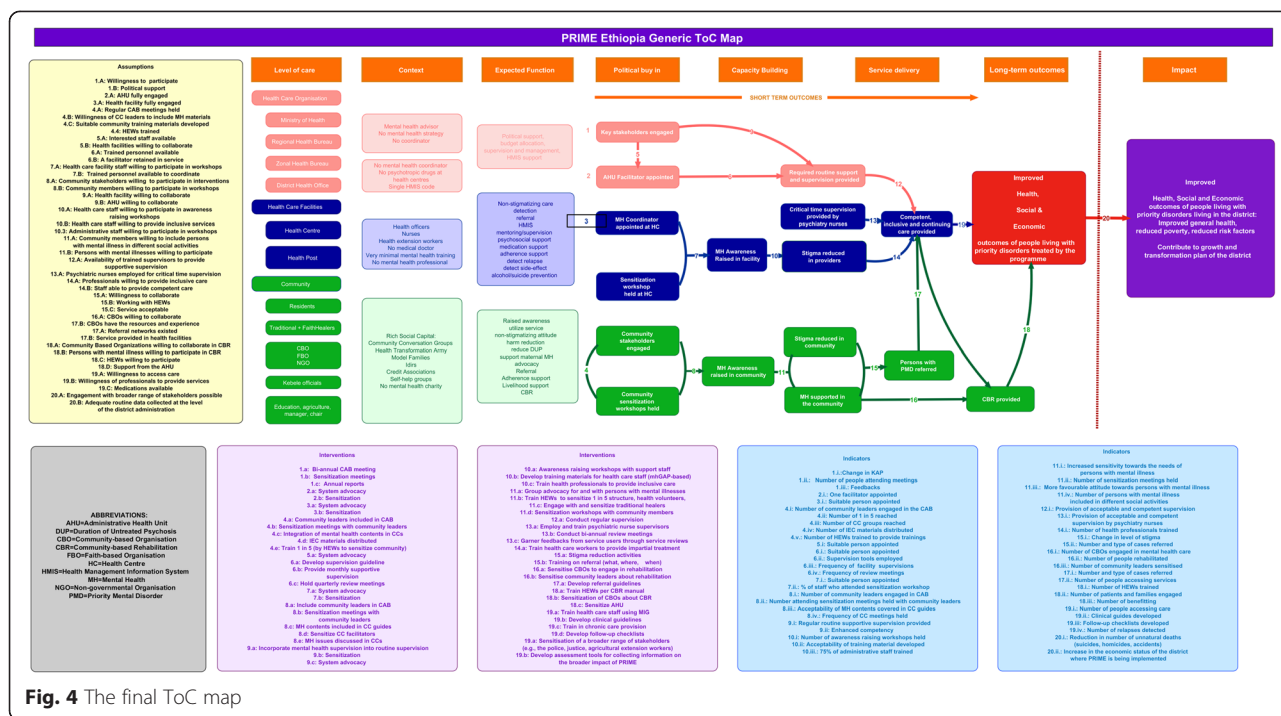 PRIME Ethiopia Generic ToC Map
Assumptions
1.A: Willingness to participate
1.B: Political support
2.A: AHU fully engaged
3.A: Health facility fully engaged
4.A: Regular CAB meetings held
4.B: Willingness of CC leaders to include MH materials
4.C: Suitable community training materials developed
4.4: HEWs trained
5.A: Interested staff available
5.B: Health facilities willing to collaborate
6.A: Trained personnel available
6.B: A facilitator retained in service
7.A: Health care facility staff willing to participate in workshops
7.B: Trained personnel available to coordinate
8.A: Community stakeholders willing to participate in interventions
8.B: Community members willing to participate in workshops
9.A: Health facility willing to collaborate
9.B: AHU willing to collaborate
10.A: Health care staff willing to participate in awareness
raising workshops
10.B: Health care staff willing to provide inclusive services
10.3: Administrative staff willing to participate in workshops
11.A: Community members willing to include persons
with mental illness in different social activities
11.B: Persons with mental illness willing to participate
12.A: Availability of trained supervisors to provide
supportive supervision
13.A: Psychiatric nurses employed for critical time supervision
14.A: Professionals willing to provide inclusive care
14.B: Staff able to provide competent care
15.A: Willingness to collaborate
15.B: Working with HEWs
15.C: Service acceptable
16.A: CBOs willing to collaborate
17.B: CBOs have the resources and experience
17.A: Referral networks existed
17.B: Service provided in health facilities
18.A: Community Based Organizations willing to collaborate in CBR
18.B: Persons with mental illness willing to participate in CBR
18.C: HEWs willing to participate
18.D: Support from the AHU
19.A: Willingness to access care
19.B: Willingness of professionals to provide services
19.C: Medications available
20.A: Engagement with broader range of stakeholders possible
20.B: Adequate routine data collected at the level
of the district administration
Level of care
Health Care Organisation
Ministry of Health
Regional Health Bureau
Zonal Health Bureau
District Health Office
Health Care Facilities
Health Centre
Health Post
Community
Residents
Traditional + FaithHealers
CBO
FBO
NGO
Kebele officials
Education, agriculture,
manager, chair
Context
Mental health advisor
No mental health strategy
No coordinator
No mental health coordinator
No psychotropic drugs at
health centres
Single HMIS code
Health officers
Nurses
Health extension workers
No medical doctor
Very minimal mental health training
No mental health professional
Rich Social Capital:
Community Conversation Groups
Health Transformation Army
Model Families
Idirs
Credit Associations
Self-help groups
No mental health charity
Expected Function
Political support,
budget allocation,
supervision and management,
HMIS support
Non-stigmatizing care
detection
referral
HMIS
mentoring/supervision
psychosocial support
medication support
adherence support
detect relapse
detect side-effect
alcohol/suicide prevention
Raised awareness
utilize service
non-stigmatizing attitude
harm reduction
reduce DUP
support maternal MH
advocacy
Referral
Adherence support
Livelihood support
CBR
Political buy in
Capacity Building
Service delivery
Long-term outcomes
Impact
SHORT TERM OUTCOMES
1
Key stakeholders engaged
9
5
2
AHU Facilitator appointed
6
Required routine support
and supervision provided
12
3
MH Coordinator
appointed at HC
Sensitization
workshop
held at HC
7
MH Awareness
Raised in facility
10
Critical time supervision
provided by
psychiatry nurses
13
Stigma reduced
in providers
14
Competent,
inclusive and continuing
care provided
19
17
4
Community
stakeholders
engaged
Community
sensitization
workshops held
8
MH Awareness
raised in community
11
Stigma reduced in
community
MH supported
in the community
15
Persons with
PMD referred
16
CBR provided
18
Improved
Health,
Social &
Economic
outcomes of people living with
priority disorders treated by the
programme
20
Improved
Health, Social and Economic
outcomes of people living with
priority disorders living in the district:
Improved general health,
reduced poverty, reduced risk factors
Contribute to growth and
transformation plan of the district
ABBREVIATIONS:
AHU=Administrative Health Unit
DUP=Duration of Untreated Psychosis
CBO=Community-based Organisation
CBR=Community-based Rehabilitation
FBO=Faith-based Organisation
HC=Health Centre
HMIS=Health Management Information System
MH=Mental Health
NGO=Non-governmental Organisation
PMD=Priority Mental Disorder
Interventions
1.a: Bi-annual CAB meeting
1.b: Sensitization meetings
1.c: Annual reports
2.a: System advocacy
2.b: Sensitization
3.a: System advocacy
3.b: Sensitization
4.a: Community leaders included in CAB
4.b: Sensitization meetings with community leaders
4.c: Integration of mental health contents in CCs
4.d: IEC materials distributed
4.e: Train 1 in 5 (by HEWs to sensitize community)
5.a: System advocacy
6.a: Develop supervision guideline
6.b: Provide monthly supportive
supervision
6.c: Hold quarterly review meetings
7.a: System advocacy
7.b: Sensitization
8.a: Include community leaders in CAB
8.b: Sensitization meetings with
community leaders
8.c: MH contents included in CC guides
8.d: Sensitize CC facilitators
8.e: MH issues discussed in CCs
9.a: Incorporate mental health supervision into routine supervision
9.b: Sensitization
9.c: System advocacy
Interventions
10.a: Awareness raising workshops with support staff
10.b: Develop training materials for health care staff (mhGAP-based)
10.c: Train health professionals to provide inclusive care
11.a: Group advocacy for and with persons with mental illnesses
11.b: Train HEWs to sensitize 1 in 5 structure, health volunteers,
11.c: Engage with and sensitize traditional healers
11.d: Sensitization workshops with community members
12.a: Conduct regular supervision
13.a: Employ and train psychiatric nurse supervisors
13.b: Conduct bi-annual review meetings
13.c: Garner feedbacks from service users through service reviews
14.a: Train health care workers to provide impartial treatment
15.a: Stigma reduction activities
15.b: Training on referral (what, where, when)
16.a: Sensitise CBOs to engage in rehabilitation
16.b: Sensitise community leaders about rehabilitation
17.a: Develop referral guidelines
18.a: Train HEWs per CBR manual
18.b: Sensitization of CBOs about CBR
18.c: Sensitize AHU
19.a: Train health care staff using MIG
19.b: Develop clinical guidelines
19.c: Train in chronic care provision
19.d: Develop follow-up checklists
19.a: Sensitisation of a broader range of stakeholders
(e.g., the police, justice, agricultural extension workers)
19.b: Develop assessment tools for collecting information on
the broader impact of PRIME
Indicators
1.i.:Change in KAP
1.ii.: Number of people attending meetings
1.iii.: Feedbacks
2.i.: One facilitator appointed
3.i.: Suitable person appointed
4.i: Number of community leaders engaged in the CAB
4.ii: Number of 1 in 5 reached
4.iii: Number of CC groups reached
4.iv: Number of IEC materials distributed
4.v.: Number of HEWs trained to provide trainings
5.i: Suitable person appointed
6.i.: Suitable person appointed
6.ii.: Supervision tools employed
6.iii.: Frequency of facility supervisions
6.iv.: Frequency of review meetings
7.i.: Suitable person appointed
7.ii.: % of staff who attended sensitization workshop
8.i.: Number of community leaders engaged in CAB
8.ii.: Number attending sensitization meetings held with community leaders
8.iii.: Acceptability of MH contents covered in CC guides
8.iv.: Frequency of CC meetings held
9.i: Regular routine supportive supervision provided
9.ii: Enhanced competency
10.i: Number of awareness raising workshops held
10.ii: Acceptability of training material developed
10.iii.: 75% of administrative staff trained
Indicators
11.i.: Increased sensitivity towards the needs of
persons with mental illness
11.ii.: Number of sensitization meetings held
11.iii.: More favourable attitude towards persons with mental illness
11.iv.: Number of persons with mental illness
included in different social activities
12.i.: Provision of acceptable and competent supervision
13.i.: Provision of acceptable and competent
supervision by psychiatry nurses
14.i.: Number of health professionals trained
15.i.: Change in level of stigma
15.ii.: Number and type of cases referred
16.i.: Number of CBOs engaged in mental health care
16.ii.: Number of people rehabilitated
16.iii.: Number of community leaders sensitised
17.i.: Number and type of cases referred
17.ii.: Number of people accessing services
18.i.: Number of HEWs trained
18.ii.: Number of patients and families engaged
18.iii.: Number of benefitting
19.i.: Number of people accessing care
19.ii.: Clinical guides developed
19.iii.: Follow-up checklists developed
19.iv.: Number of relapses detected
20.i.: Reduction in number of unnatural deaths
(suicides, homicides, accidents)
20.ii.: Increase in the economic status of the district
where PRIME is being implemented
Fig. 4 The final ToC map